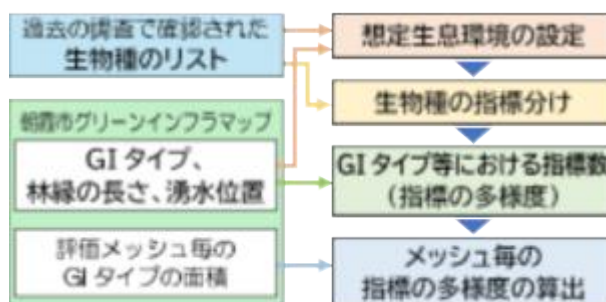 過去の調査で確認された
生物種のリスト
朝霞市グリーンインフラマップ
GIタイプ、
林縁の長さ、湧水位置
評価メッシュ毎の
GIタイプの面積
想定生息環境の設定
生物種の指標分け
GIタイプ等における指標数
(指標の多様度)
メッシュ毎の
指標の多様度の算出